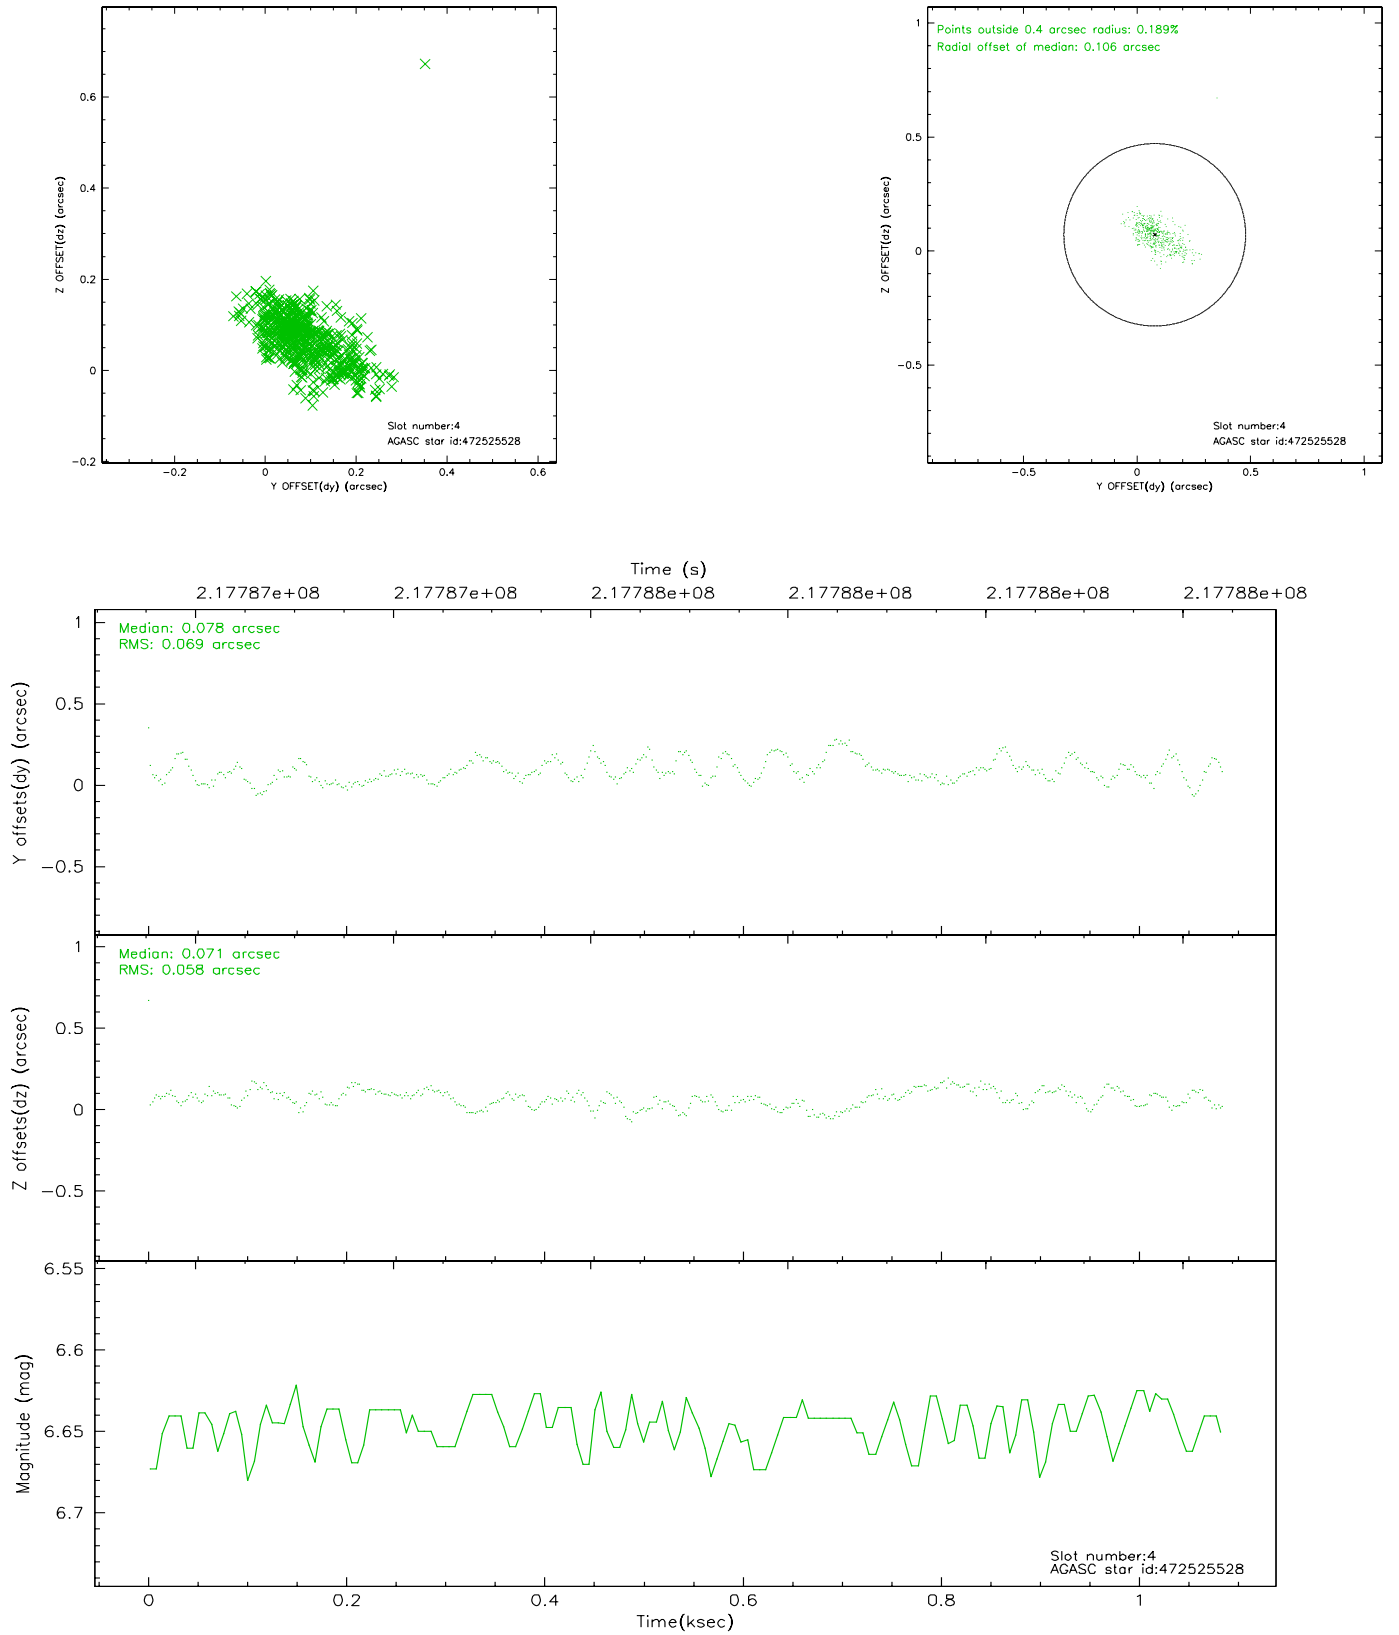 Z OFFSET(dz) (arcsec)
0.6
0.4
0.2
0
−0.2
−0.2
0
0.2
0.4
0.6
Y OFFSET(dy) (arcsec)
Slot number:4
AGASC star id:472525528
Points outside 0.4 arcsec radius: 0.189%
Radial offset of median: 0.106 arcsec
Z OFFSET(dz) (arcsec)
1
0.5
0
−0.5
−0.5
0
0.5
1
Y OFFSET(dy) (arcsec)
Slot number:4
AGASC star id:472525528
Time (s)
2.17787e+08
2.17787e+08
2.17788e+08
2.17788e+08
2.17788e+08
2.17788e+08
Median: 0.078 arcsec
RMS: 0.069 arcsec
Y offsets(dy) (arcsec)
1
0.5
0
−0.5
Median: 0.071 arcsec
RMS: 0.058 arcsec
Z offsets(dz) (arcsec)
1
0.5
0
−0.5
Magnitude (mag)
6.55
6.6
6.65
6.7
Slot number:4
AGASC star id:472525528
0
0.2
0.4
0.6
0.8
1
Time(ksec)